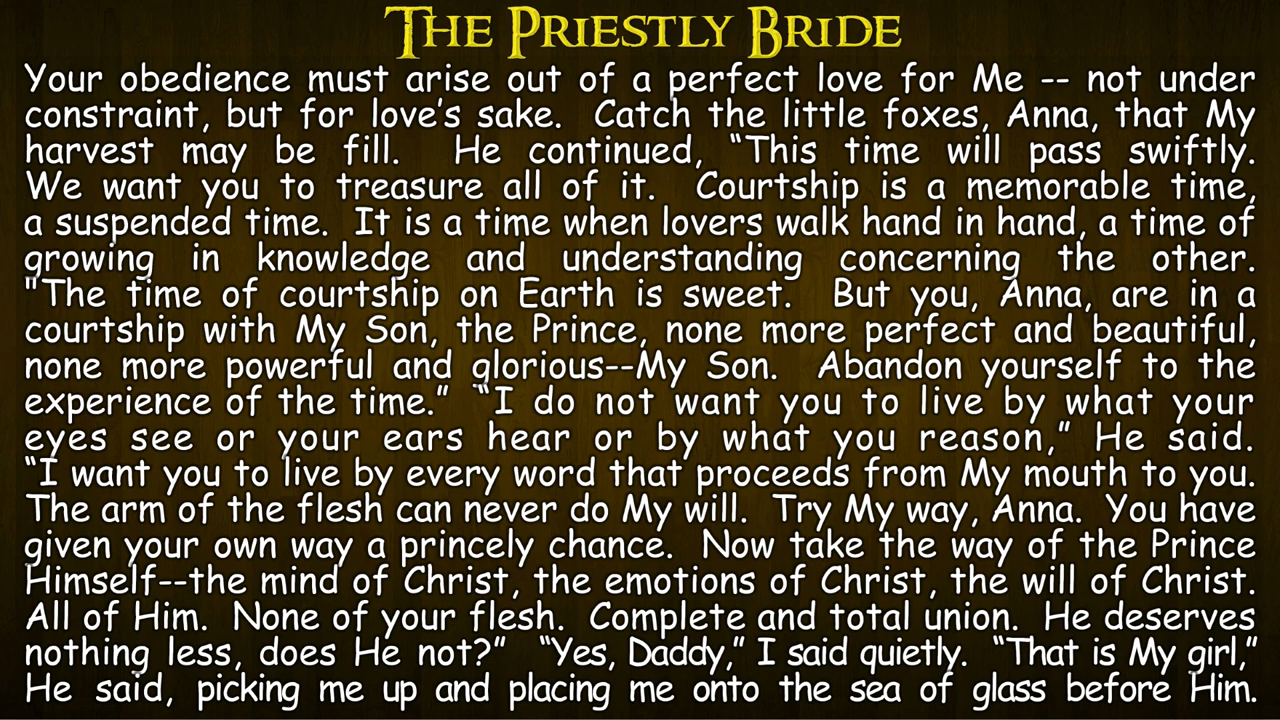 The Priestly Bride
Your obedience must arise out of a perfect love for Me -- not under
constraint, but for love's sake. Catch the little foxes, Anna, that My
harvest may be fill. He continued, “This time will pass swiftly.
We want you to treasure all of it. Courtship is a memorable time,
a suspended time. It is a time when lovers walk hand in hand, a time of
growing in knowledge and understanding concerning the other.
"The time of courtship on Earth is sweet. But you, Anna, are in a
courtship with My Son, the Prince, none more perfect and beautiful,
none more powerful and glorious--My Son. Abandon yourself to the
experience of the time.” “I do not want you to live by what your
eyes see or your ears hear or by what you reason,” He said.
“I want you to live by every word that proceeds from My mouth to you.
The arm of the flesh can never do My will. Try My way, Anna. You have
given your own way a princely chance. Now take the way of the Prince
Himself--the mind of Christ, the emotions of Christ, the will of Christ.
All of Him. None of your flesh. Complete and total union. He deserves
nothing less, does He not?” “Yes, Daddy,” I said quietly. “That is My girl,”
He said, picking me up and placing me onto the sea of glass before Him.